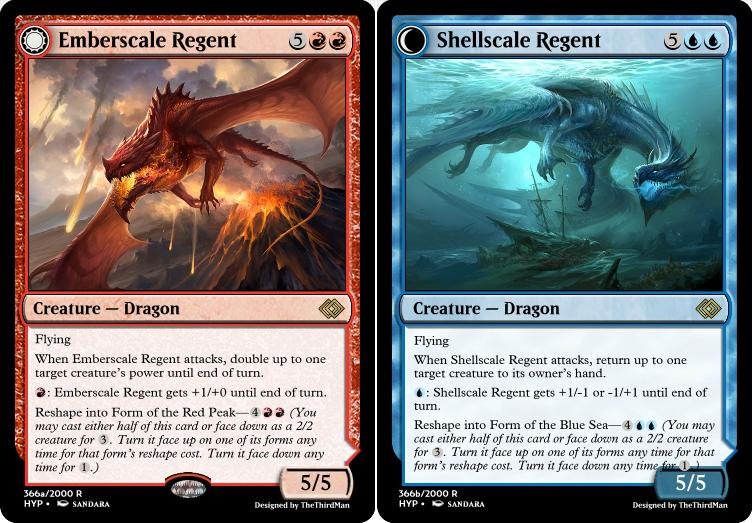 Emberscale Regent 5
Creature — Dragon
Flying
When Emberscale Regent attacks, double up to one
target creature's power until end of turn.
: Emberscale Regent gets +1/+0 until end of turn.
Reshape into Form of the Red Peak—4 (You
may cast either half of this card or face down as a 2/2
creature for 3. Turn it face up on one of its forms any
time for that form's reshape cost. Turn it face down any
time for 1.)
5/5
366a/2000 R
HYP • SANDARA
Designed by TheThirdMan
Shellscale Regent 5
Creature — Dragon
Flying
When Shellscale Regent attacks, return up to one
target creature to its owner's hand.
: Shellscale Regent gets +1/-1 or -1/+1 until end of
turn.
Reshape into Form of the Blue Sea—4 (You
may cast either half of this card or face down as a 2/2
creature for 3. Turn it face up on one of its forms any time for that
form's reshape cost. Turn it face down any time for 1.)
5/5
366b/2000 R
HYP • SANDARA
Designed by TheThirdMan